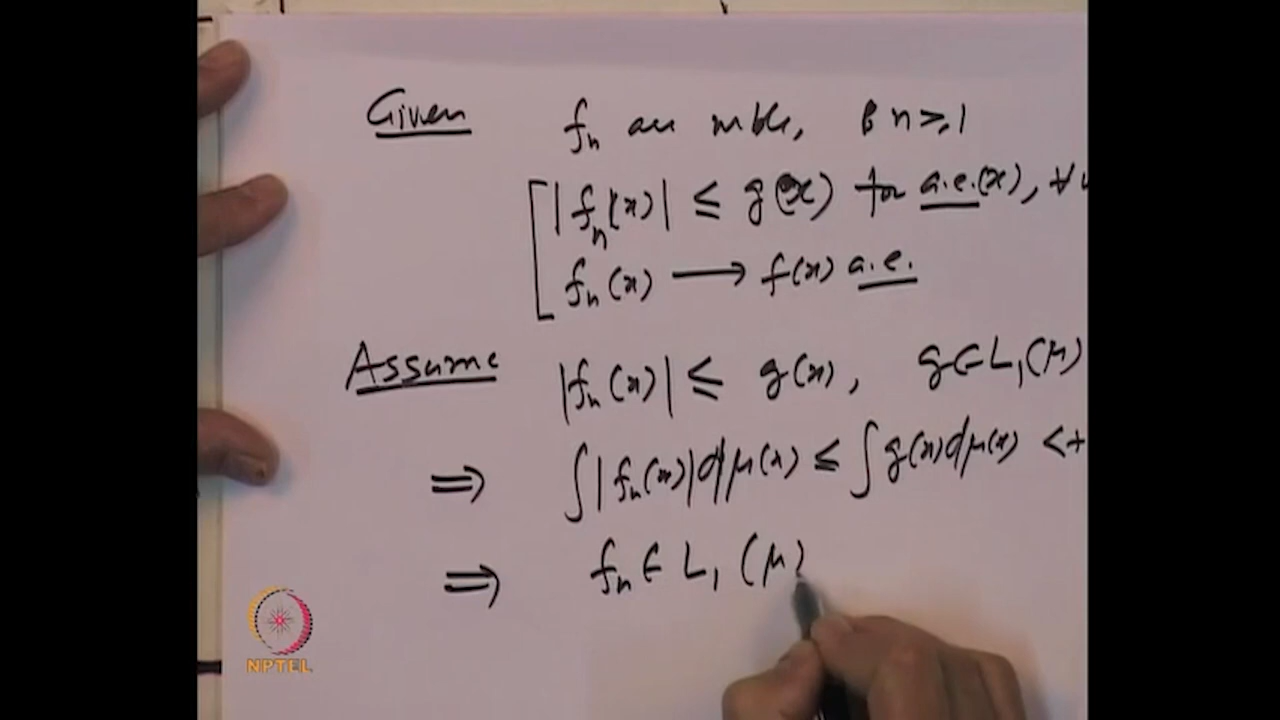 Given fₙ are mble, & n ≥ 1
|fₙ(x)| ≤ g(x) for a.e.(x), ∀
fₙ(x) ⟶ f(x) a.e.
Assume |fₙ(x)| ≤ g(x), g ∈ L₁(μ)
⇒ ∫|fₙ(x)|dμ(x) ≤ ∫g(x)dμ(x) < +
⇒ fₙ ∈ L₁(μ)
NPTEL